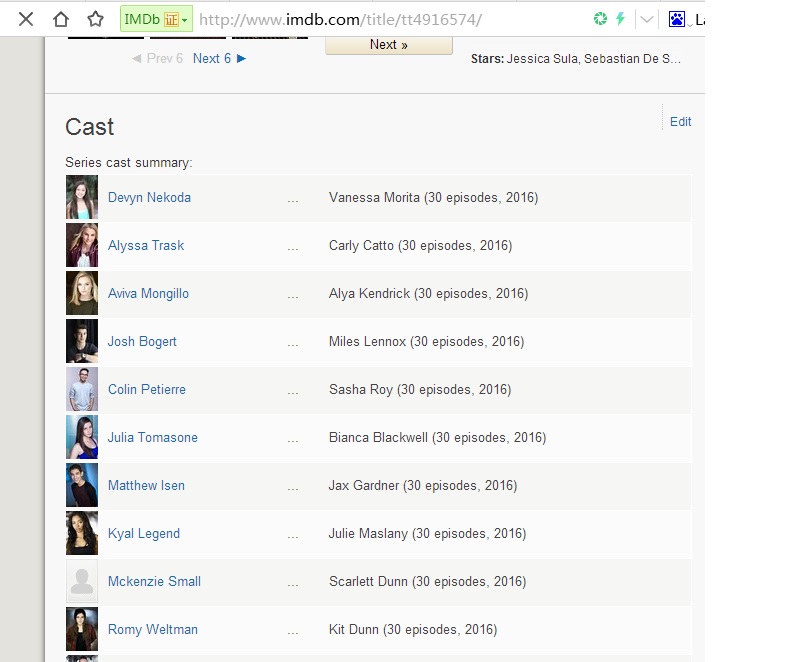 IMDb 证 http://www.imdb.com/title/tt4916574/
◄ Prev 6 Next 6 ► Next »
Stars: Jessica Sula, Sebastian De S...
Cast
Edit
Series cast summary:
Devyn Nekoda ... Vanessa Morita (30 episodes, 2016)
Alyssa Trask ... Carly Catto (30 episodes, 2016)
Aviva Mongillo ... Alya Kendrick (30 episodes, 2016)
Josh Bogert ... Miles Lennox (30 episodes, 2016)
Colin Petierre ... Sasha Roy (30 episodes, 2016)
Julia Tomasone ... Bianca Blackwell (30 episodes, 2016)
Matthew Isen ... Jax Gardner (30 episodes, 2016)
Kyal Legend ... Julie Maslany (30 episodes, 2016)
Mckenzie Small ... Scarlett Dunn (30 episodes, 2016)
Romy Weltman ... Kit Dunn (30 episodes, 2016)